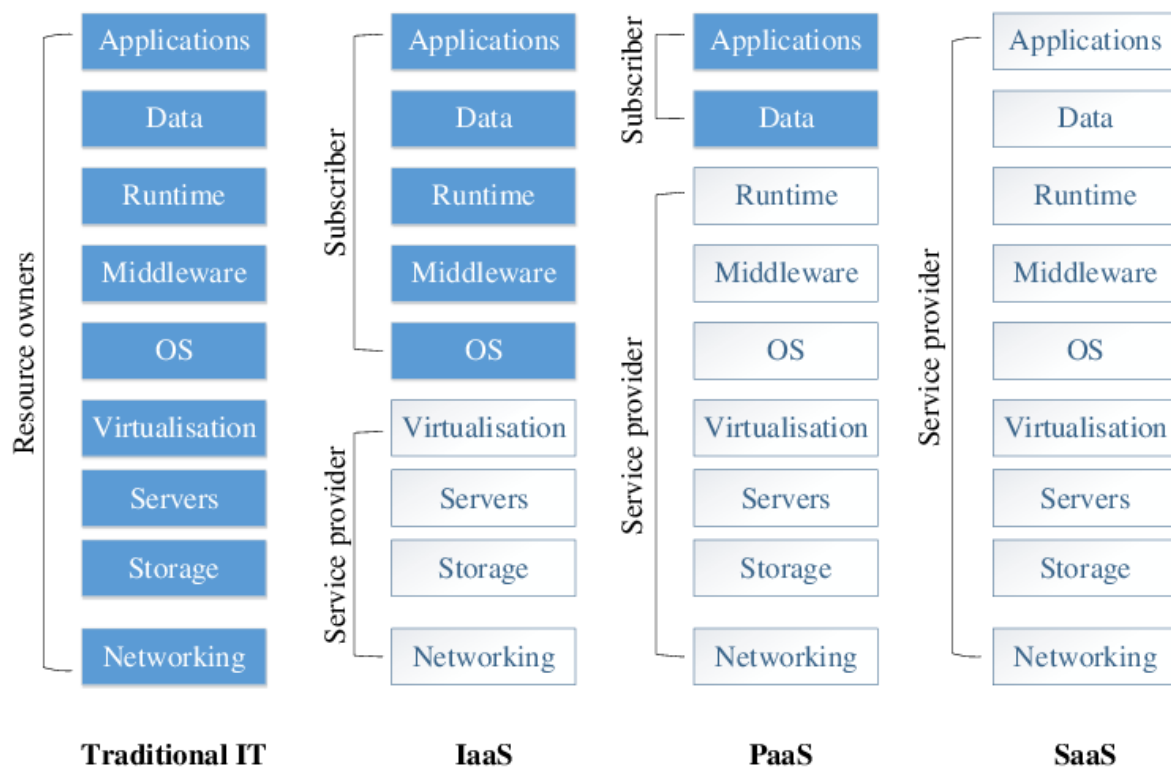 Resource owners
Applications
Data
Runtime
Middleware
OS
Virtualisation
Servers
Storage
Networking
Traditional IT
Subscriber
Service provider
Applications
Data
Runtime
Middleware
OS
Virtualisation
Servers
Storage
Networking
IaaS
Subscriber
Service provider
Applications
Data
Runtime
Middleware
OS
Virtualisation
Servers
Storage
Networking
PaaS
Service provider
Applications
Data
Runtime
Middleware
OS
Virtualisation
Servers
Storage
Networking
SaaS